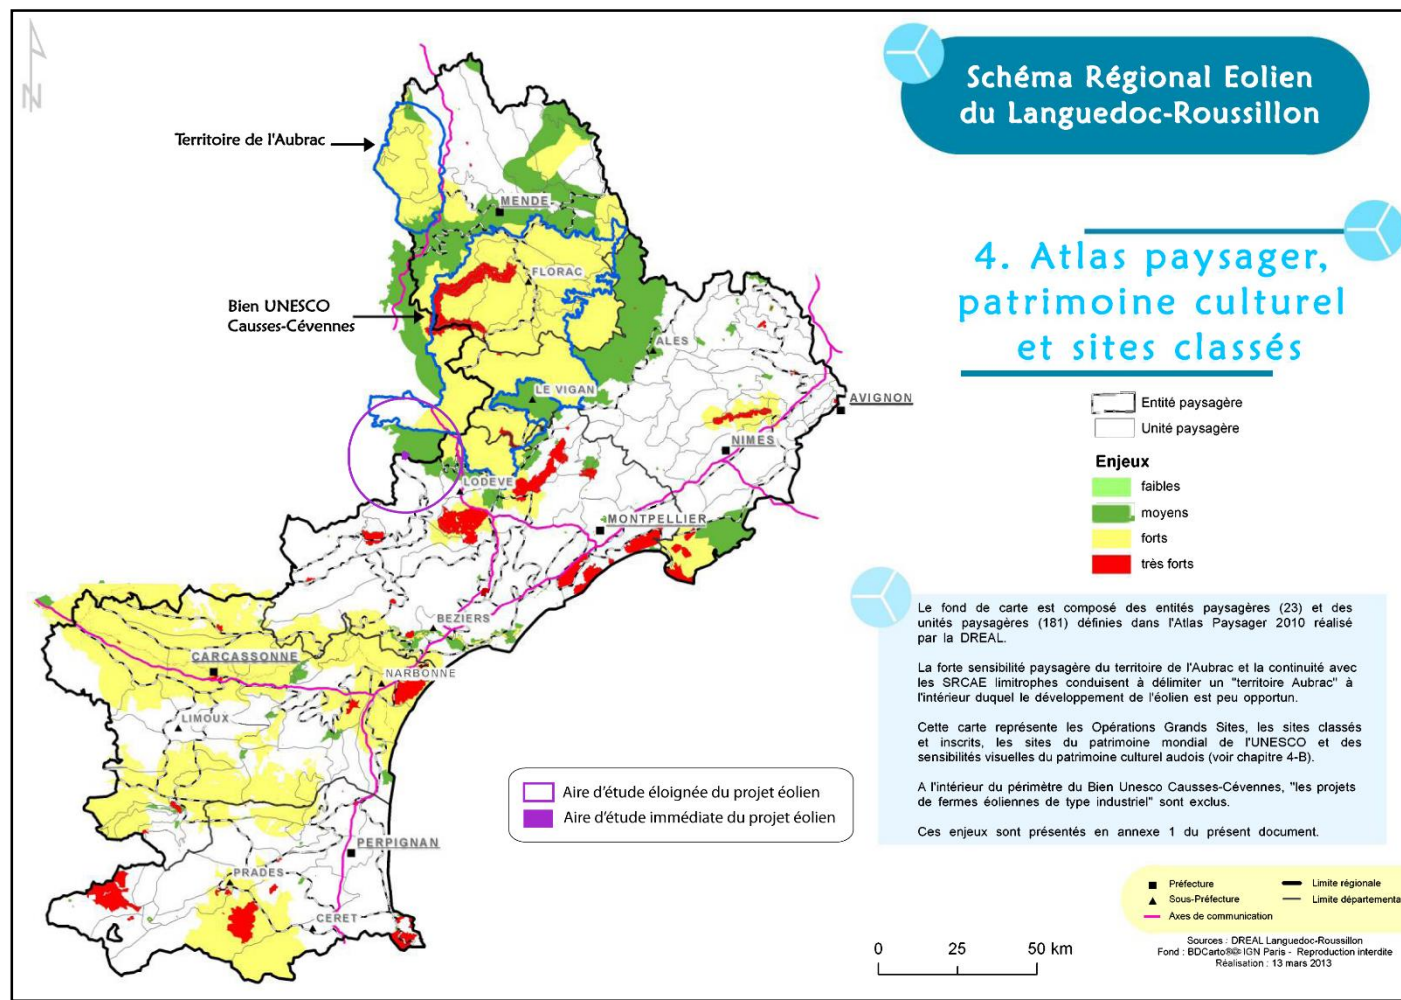 N
Schéma Régional Eolien
du Languedoc-Roussillon
4. Atlas paysager,
patrimoine culturel
et sites classés
Territoire de l'Aubrac
Bien UNESCO
Causses-Cévennes
MENDE
FLORAC
ALES
LE VIGAN
AVIGNON
NIMES
LODEVE
MONTPELLIER
BEZIERS
CARCASSONNE
NARBONNE
LIMOUX
PERPIGNAN
PRADES
CERET
Entité paysagère
Unité paysagère
Enjeux
faibles
moyens
forts
très forts
Le fond de carte est composé des entités paysagères (23) et des
unités paysagères (181) définies dans l'Atlas Paysager 2010 réalisé
par la DREAL.
La forte sensibilité paysagère du territoire de l'Aubrac et la continuité avec
les SRCAE limitrophes conduisent à délimiter un "territoire Aubrac" à
l'intérieur duquel le développement de l'éolien est peu opportun.
Cette carte représente les Opérations Grands Sites, les sites classés
et inscrits, les sites du patrimoine mondial de l'UNESCO et des
sensibilités visuelles du patrimoine culturel audois (voir chapitre 4-B).
A l'intérieur du périmètre du Bien Unesco Causses-Cévennes, "les projets
de fermes éoliennes de type industriel" sont exclus.
Ces enjeux sont présentés en annexe 1 du présent document.
Aire d'étude éloignée du projet éolien
Aire d'étude immédiate du projet éolien
Préfecture
Sous-Préfecture
Axes de communication
Limite régionale
Limite départementa
0 25 50 km
Sources : DREAL Languedoc-Roussillon
Fond : BDCarto®© IGN Paris - Reproduction interdite
Réalisation : 13 mars 2013